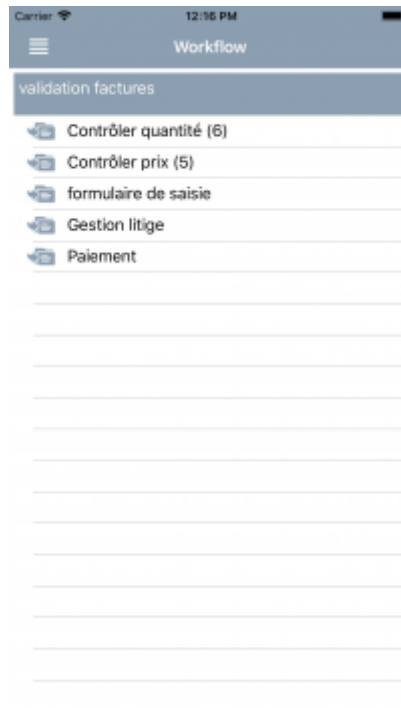 Carrier 12:16 PM
Workflow
validation factures
Contrôler quantité (6)
Contrôler prix (5)
formulaire de saisie
Gestion litige
Paiement